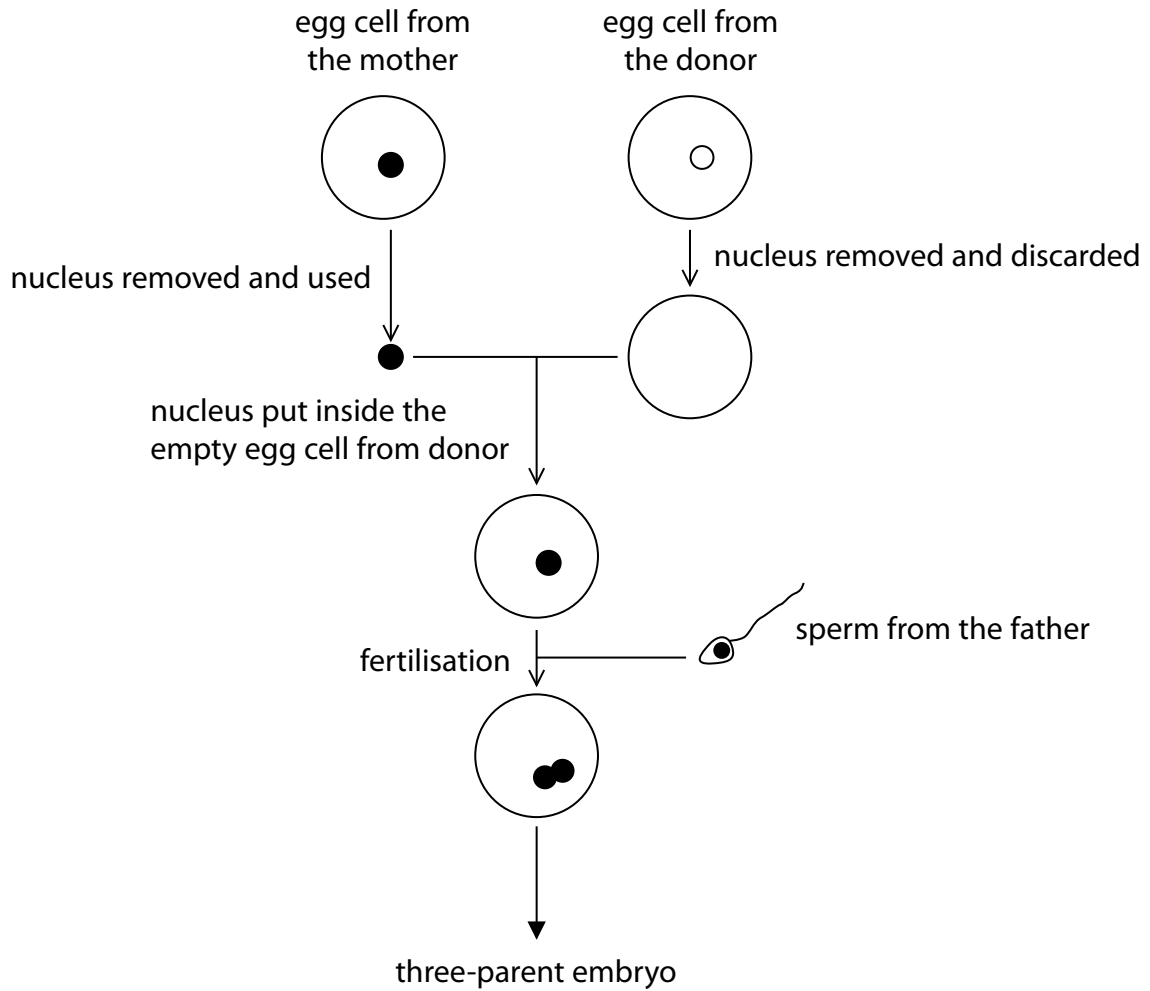 egg cell from
the mother
egg cell from
the donor
nucleus removed and used
nucleus removed and discarded
nucleus put inside the
empty egg cell from donor
fertilisation
sperm from the father
three-parent embryo